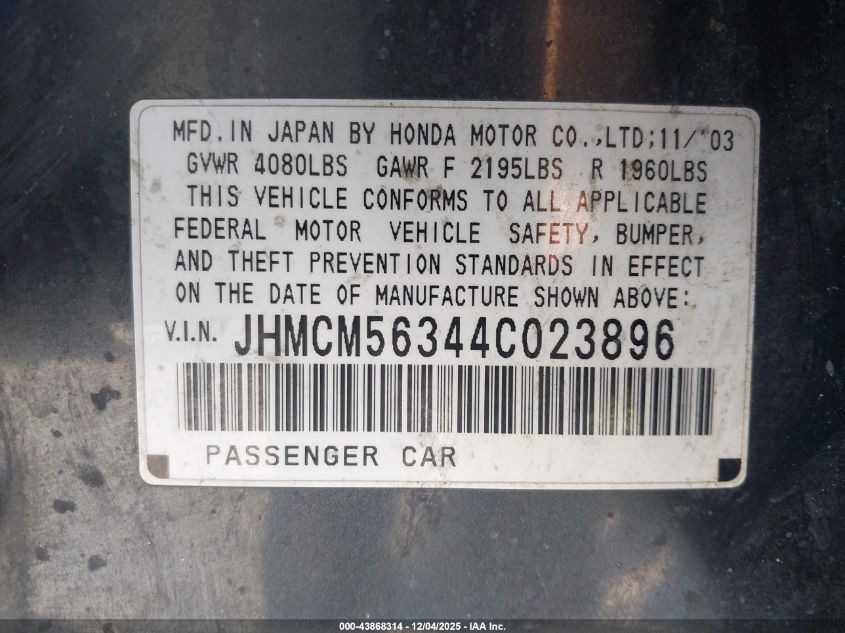 MFD. IN JAPAN BY HONDA MOTOR CO.,LTD;11/'03
GVWR 4080LBS GAWR F 2195LBS R 1960LBS
THIS VEHICLE CONFORMS TO ALL APPLICABLE
FEDERAL MOTOR VEHICLE SAFETY, BUMPER,
AND THEFT PREVENTION STANDARDS IN EFFECT
ON THE DATE OF MANUFACTURE SHOWN ABOVE:
V.I.N. JHMCM56344C023896
PASSENGER CAR
000-43868314 - 12/04/2025 - IAA Inc.